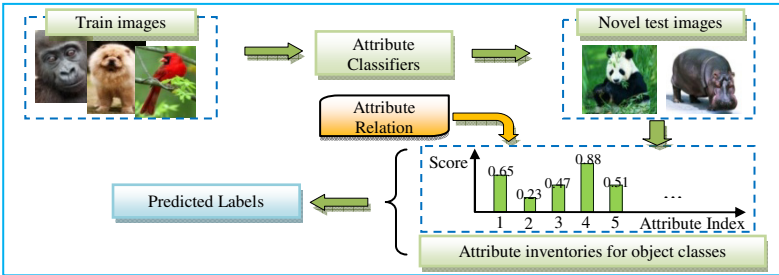 Train images
Novel test images
Attribute
Classifiers
Attribute
Relation
Score
0.65
0.23
0.47
0.88
0.51
...
1 2 3 4 5
Attribute Index
Predicted Labels
Attribute inventories for object classes